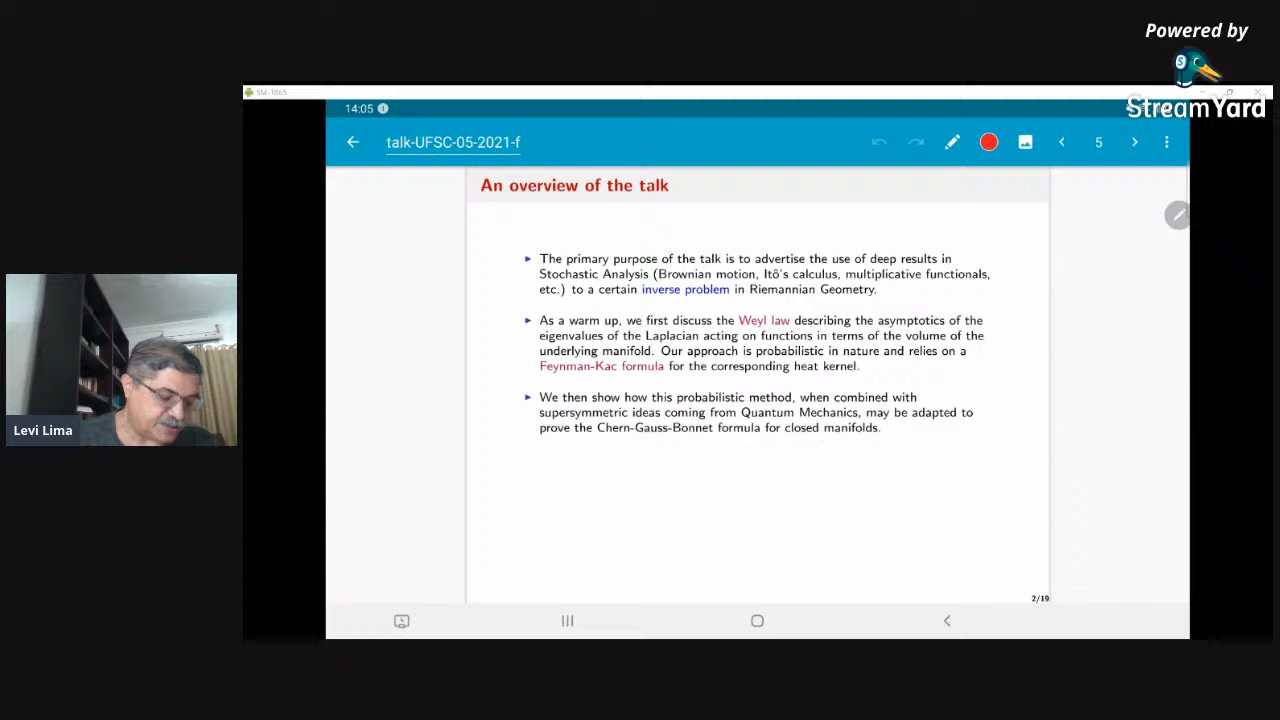 Powered by
StreamYard
SM-T865
14:05
talk-UFSC-05-2021-f
5
An overview of the talk
► The primary purpose of the talk is to advertise the use of deep results in
Stochastic Analysis (Brownian motion, Itô's calculus, multiplicative functionals,
etc.) to a certain inverse problem in Riemannian Geometry.
► As a warm up, we first discuss the Weyl law describing the asymptotics of the
eigenvalues of the Laplacian acting on functions in terms of the volume of the
underlying manifold. Our approach is probabilistic in nature and relies on a
Feynman-Kac formula for the corresponding heat kernel.
► We then show how this probabilistic method, when combined with
supersymmetric ideas coming from Quantum Mechanics, may be adapted to
prove the Chern-Gauss-Bonnet formula for closed manifolds.
2/19
Levi Lima